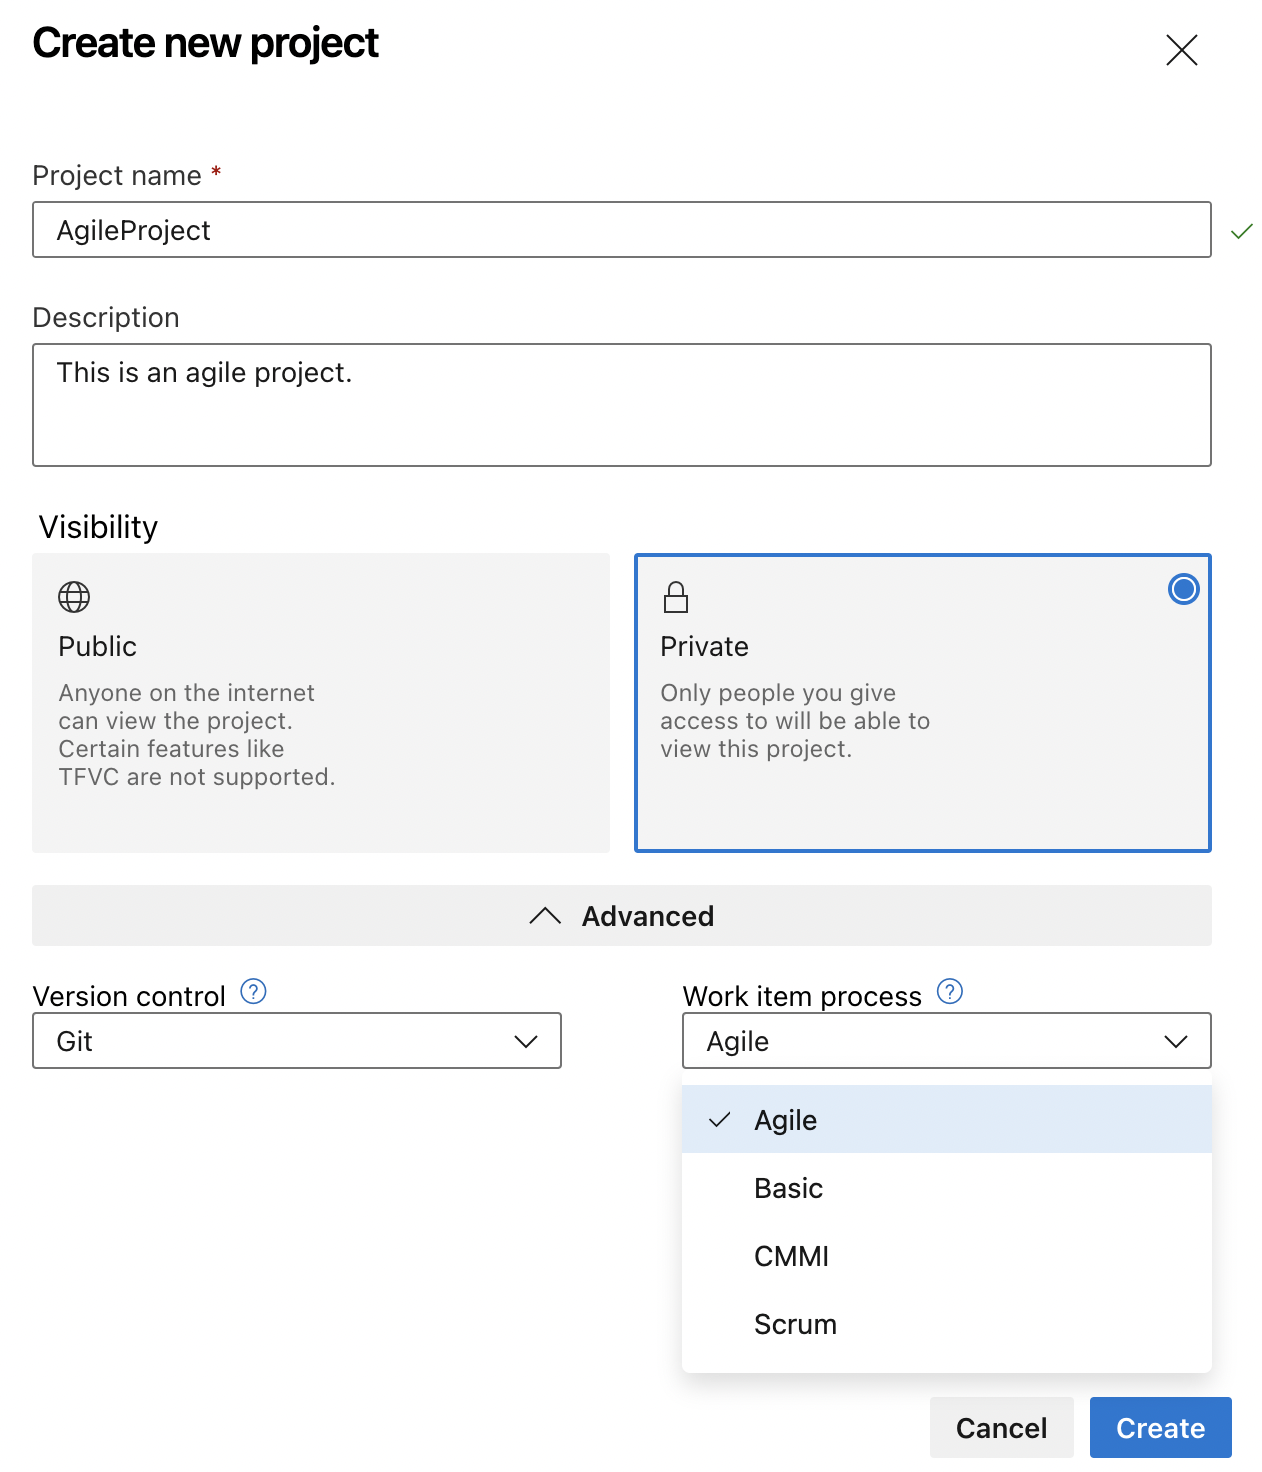 Create new project
Project name *
AgileProject
Description
This is an agile project.
Visibility
Public
Anyone on the internet
can view the project.
Certain features like
TFVC are not supported.
Private
Only people you give
access to will be able to
view this project.
Advanced
Version control ?
Git
Work item process ?
Agile
Agile
Basic
CMMI
Scrum
Cancel
Create